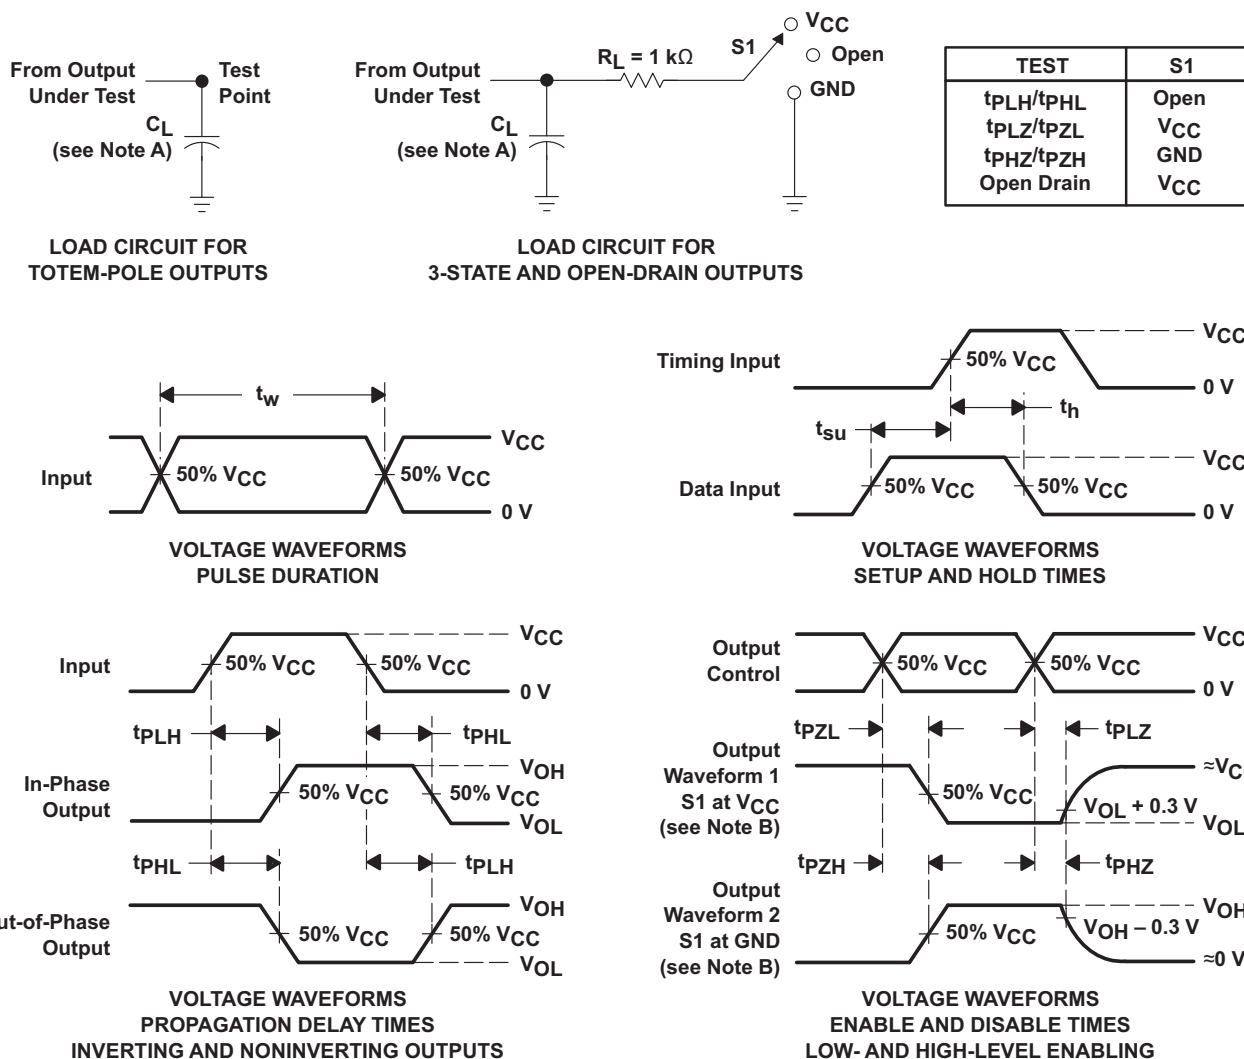 From Output
Under Test
Test
Point
CL
(see Note A)
LOAD CIRCUIT FOR
TOTEM-POLE OUTPUTS
From Output
Under Test
RL = 1 kΩ
S1
VCC
Open
GND
CL
(see Note A)
LOAD CIRCUIT FOR
3-STATE AND OPEN-DRAIN OUTPUTS
TEST S1
tPLH/tPHL Open
tPLZ/tPZL VCC
tPHZ/tPZH GND
Open Drain VCC
tw
Input
50% VCC
50% VCC
VCC
0 V
VOLTAGE WAVEFORMS
PULSE DURATION
Timing Input
50% VCC
VCC
0 V
tsu
th
Data Input
50% VCC
50% VCC
VCC
0 V
VOLTAGE WAVEFORMS
SETUP AND HOLD TIMES
Input
50% VCC
50% VCC
VCC
0 V
tPLH
tPHL
In-Phase
Output
50% VCC
50% VCC
VOH
VOL
tPHL
tPLH
ut-of-Phase
Output
50% VCC
50% VCC
VOH
VOL
VOLTAGE WAVEFORMS
PROPAGATION DELAY TIMES
INVERTING AND NONINVERTING OUTPUTS
Output
Control
50% VCC
50% VCC
VCC
0 V
tPZL
tPLZ
Output
Waveform 1
S1 at VCC
(see Note B)
50% VCC
VOL + 0.3 V
≈VC
VOL
tPZH
tPHZ
Output
Waveform 2
S1 at GND
(see Note B)
50% VCC
VOH − 0.3 V
VOH
≈0 V
VOLTAGE WAVEFORMS
ENABLE AND DISABLE TIMES
LOW- AND HIGH-LEVEL ENABLING